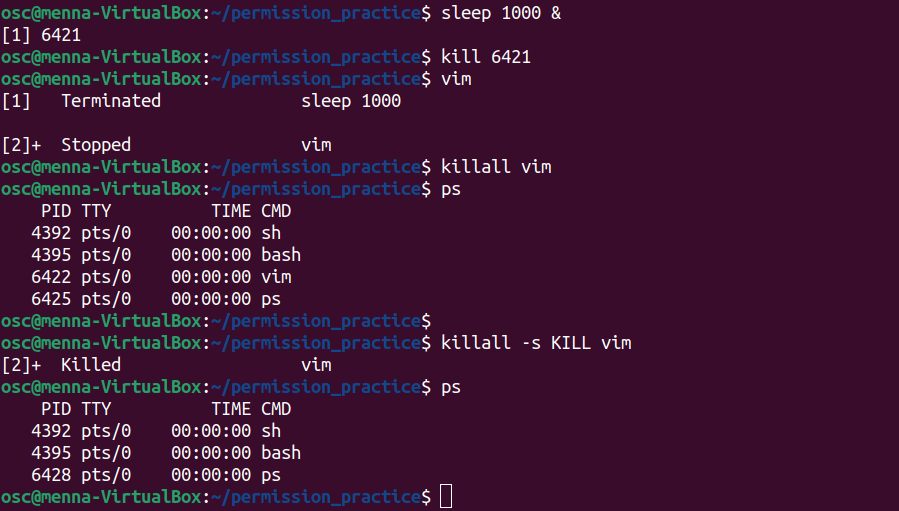 osc@menna-VirtualBox:~/permission_practice$ sleep 1000 &
[1] 6421
osc@menna-VirtualBox:~/permission_practice$ kill 6421
osc@menna-VirtualBox:~/permission_practice$ vim
[1]   Terminated              sleep 1000
[2]+  Stopped                 vim
osc@menna-VirtualBox:~/permission_practice$ killall vim
osc@menna-VirtualBox:~/permission_practice$ ps
    PID TTY          TIME CMD
   4392 pts/0    00:00:00 sh
   4395 pts/0    00:00:00 bash
   6422 pts/0    00:00:00 vim
   6425 pts/0    00:00:00 ps
osc@menna-VirtualBox:~/permission_practice$
osc@menna-VirtualBox:~/permission_practice$ killall -s KILL vim
[2]+  Killed                  vim
osc@menna-VirtualBox:~/permission_practice$ ps
    PID TTY          TIME CMD
   4392 pts/0    00:00:00 sh
   4395 pts/0    00:00:00 bash
   6428 pts/0    00:00:00 ps
osc@menna-VirtualBox:~/permission_practice$